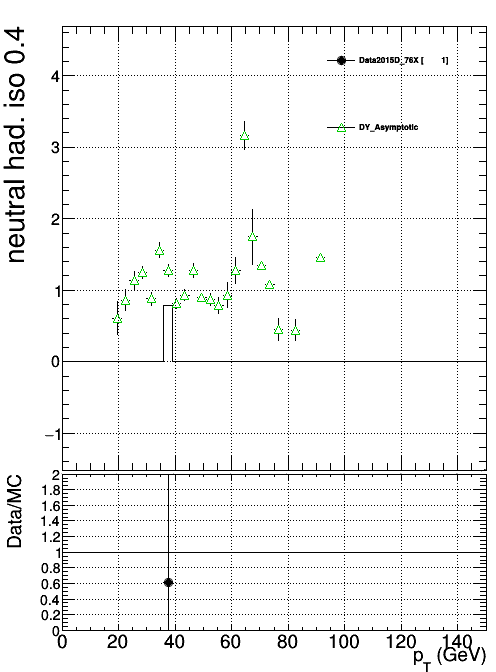 neutral had. iso 0.4
4
3
2
1
0
−1
Data2015D_76X [ 1]
DY_Asymptotic
Data/MC
2
1.8
1.6
1.4
1.2
1
0.8
0.6
0.4
0.2
0
0 20 40 60 80 100 120 140
p_T (GeV)